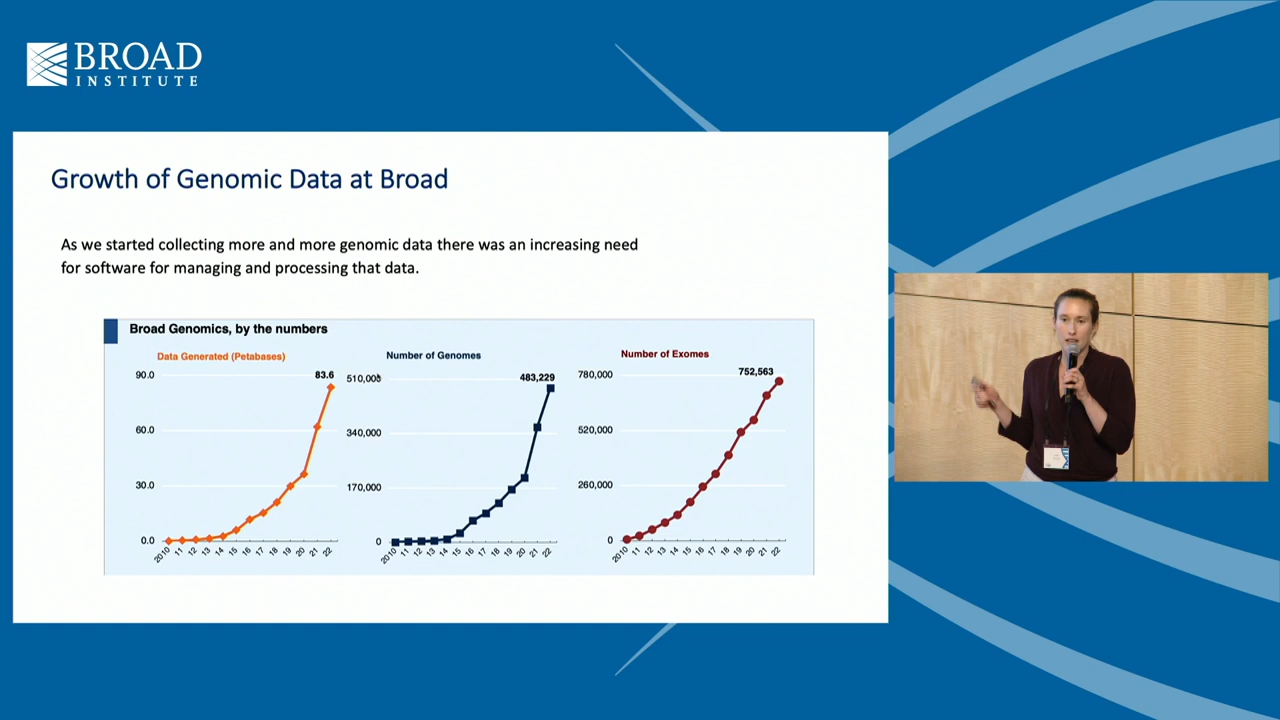 BROAD
INSTITUTE
Growth of Genomic Data at Broad
As we started collecting more and more genomic data there was an increasing need
for software for managing and processing that data.
Broad Genomics, by the numbers
Data Generated (Petabases)
90.0
83.6
60.0
30.0
0.0
2010 11 12 13 14 15 16 17 18 19 20 21 22
Number of Genomes
510,000
483,229
340,000
170,000
0
2010 11 12 13 14 15 16 17 18 19 20 21 22
Number of Exomes
780,000
752,563
520,000
260,000
0
2010 11 12 13 14 15 16 17 18 19 20 21 22